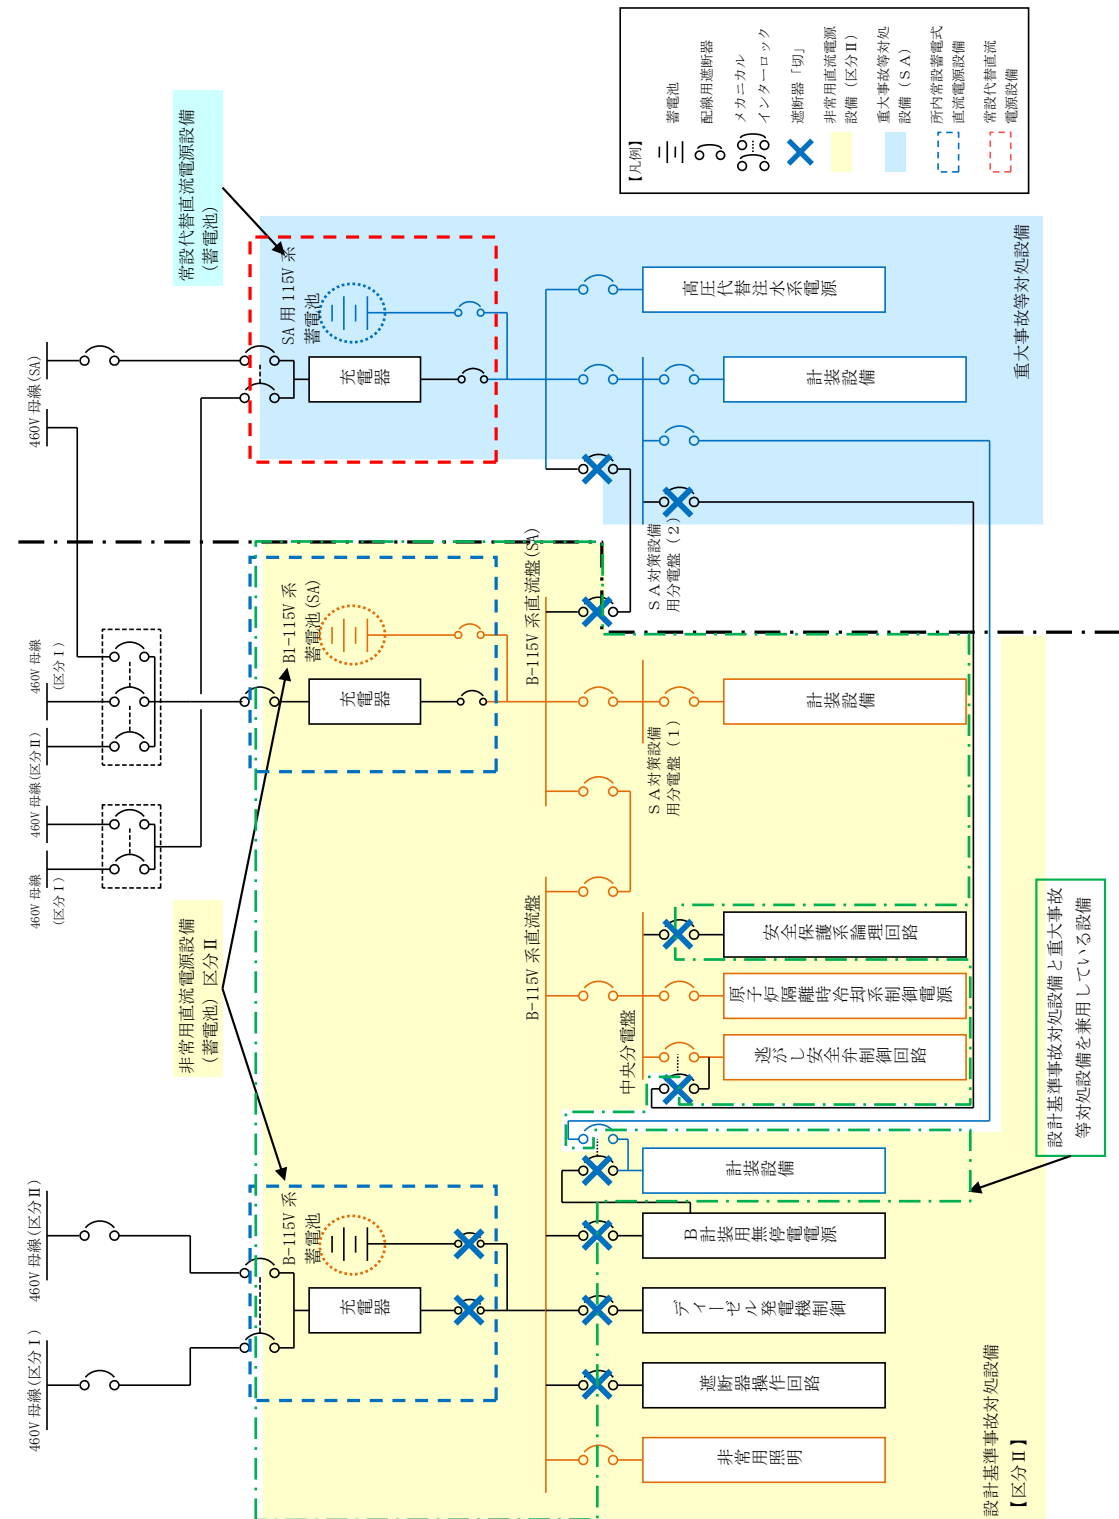 【凡例】
蓄電池
配線用遮断器
メカニカル
インターロック
遮断器「切」
非常用直流電源
設備（区分Ⅱ）
重大事故等対処
設備（ＳＡ）
所内常設蓄電式
直流電源設備
常設代替直流
電源設備
常設代替直流電源設備
（蓄電池）
460V 母線(SA)
SA 用 115V 系
蓄電池
充電器
高圧代替注水系電源
計装設備
重大事故等対処設備
ＳＡ対策設備
用分電盤（２）
460V 母線
（区分Ⅰ）
460V 母線(区分Ⅱ)
460V 母線(区分Ⅱ)
460V 母線
（区分Ⅰ）
B1-115V 系
蓄電池(SA)
充電器
B-115V 系直流盤(SA)
ＳＡ対策設備
用分電盤（１）
計装設備
非常用直流電源設備
（蓄電池）区分Ⅱ
B-115V 系直流盤
中央分電盤
安全保護系論理回路
原子炉隔離時冷却系制御電源
逃がし安全弁制御回路
設計基準事故対処設備と重大事故
等対処設備を兼用している設備
460V 母線(区分Ⅱ)
460V 母線(区分Ⅰ)
B-115V 系
蓄電池
充電器
計装設備
B計装用無停電電源
ディーゼル発電機制御
遮断器操作回路
非常用照明
設計基準事故対処設備
【区分Ⅱ】